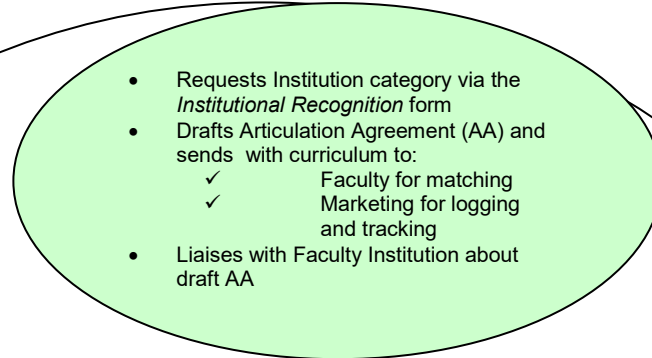 • Requests Institution category via the
Institutional Recognition form
• Drafts Articulation Agreement (AA) and
sends with curriculum to:
✓ Faculty for matching
✓ Marketing for logging
and tracking
• Liaises with Faculty Institution about
draft AA